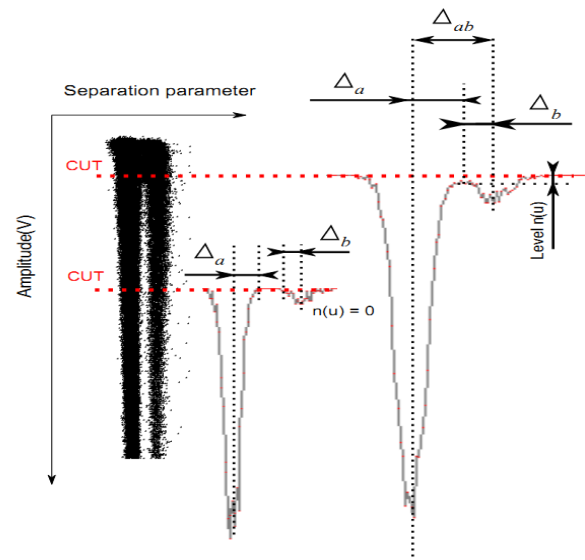 Δab
Separation parameter
Δa
Δb
CUT
Level n(u)
Amplitude(V)
Δa
Δb
CUT
n(u) = 0